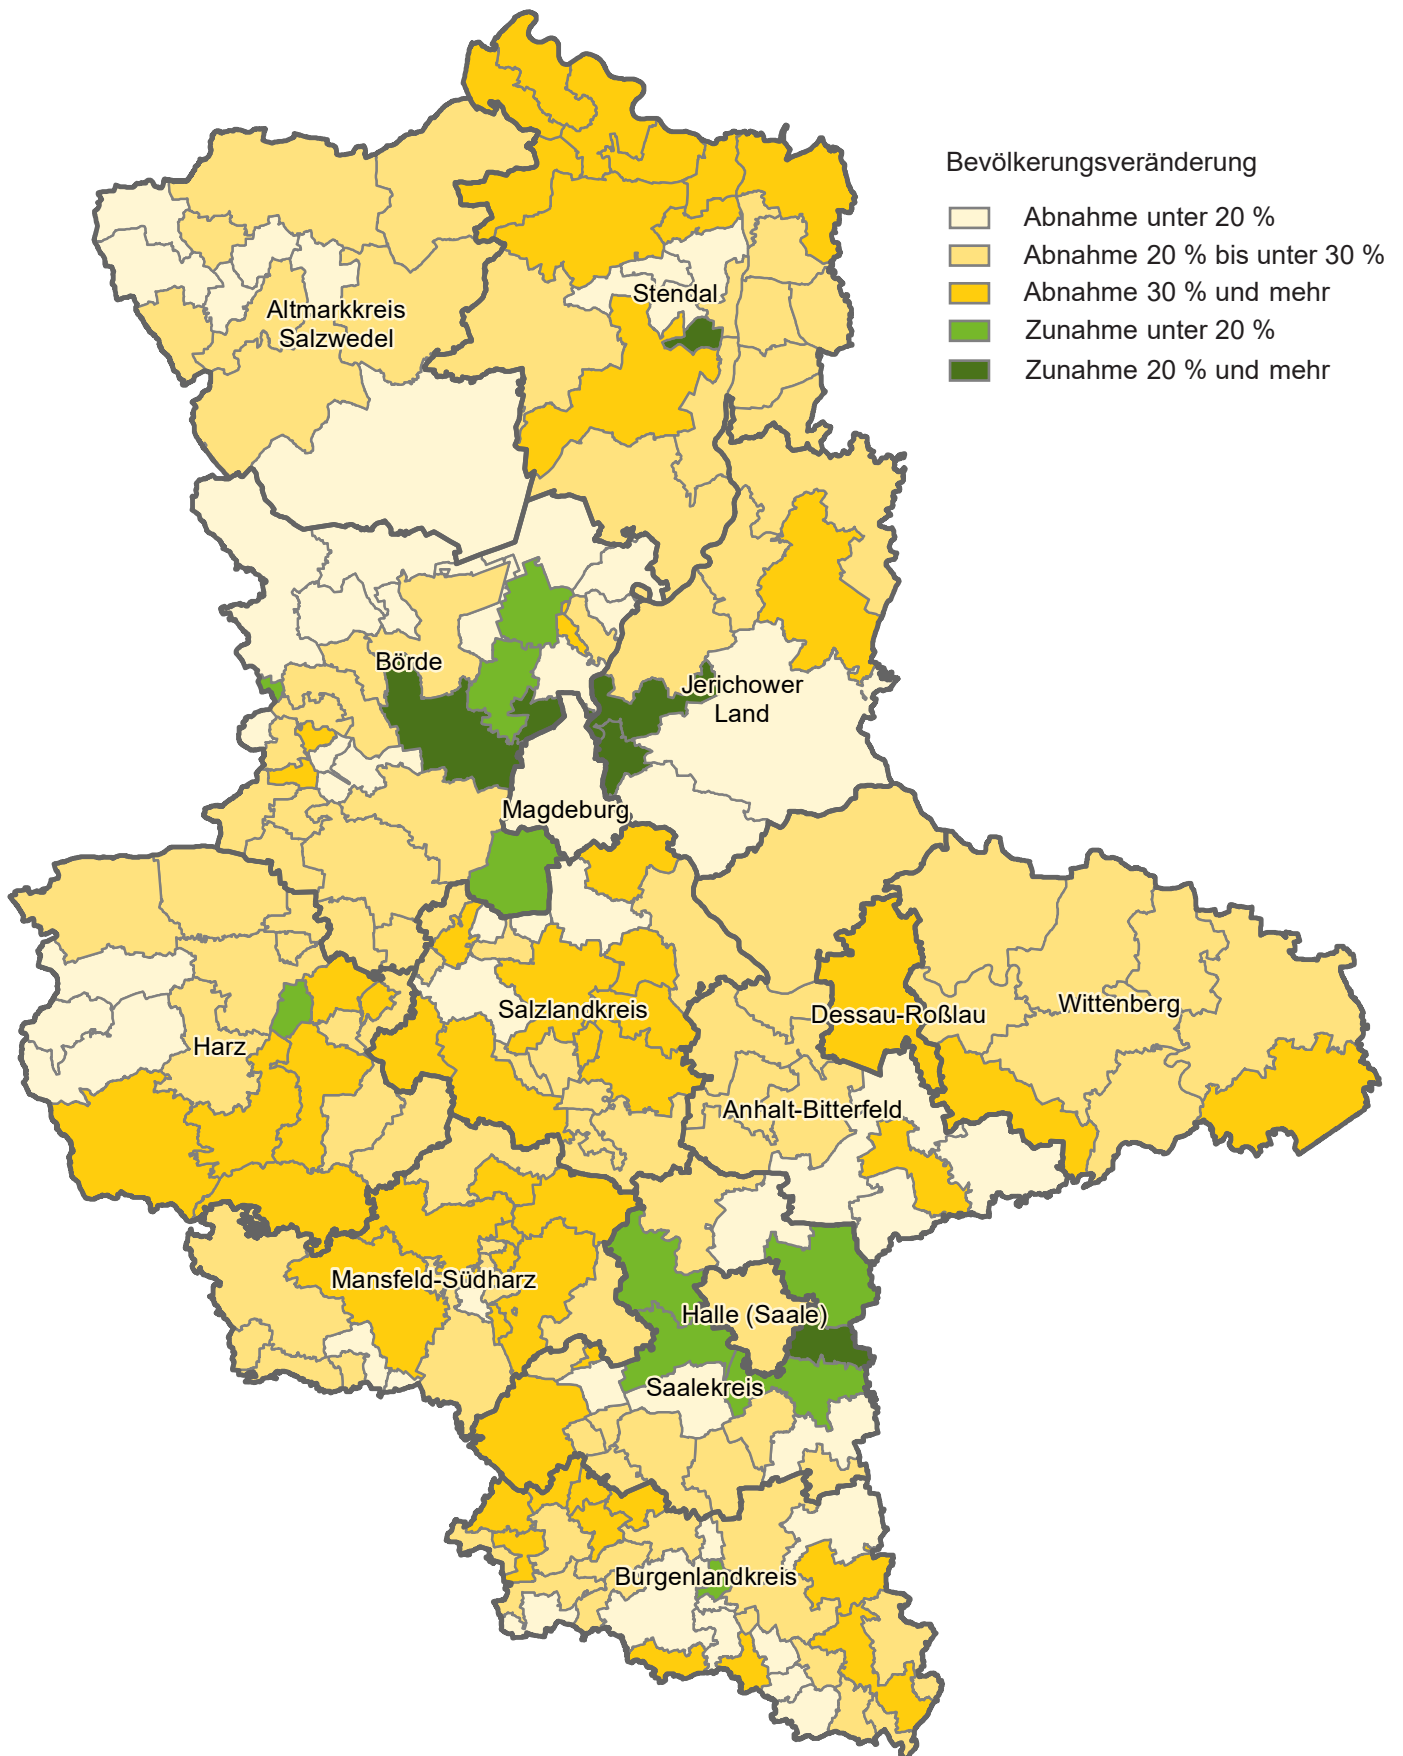 Bevölkerungsveränderung
Abnahme unter 20 %
Abnahme 20 % bis unter 30 %
Abnahme 30 % und mehr
Zunahme unter 20 %
Zunahme 20 % und mehr
Stendal
Altmarkkreis
Salzwedel
Börde
Jerichower
Land
Magdeburg
Salzlandkreis
Dessau-Roßlau
Wittenberg
Harz
Anhalt-Bitterfeld
Mansfeld-Südharz
Halle (Saale)
Saalekreis
Burgenlandkreis